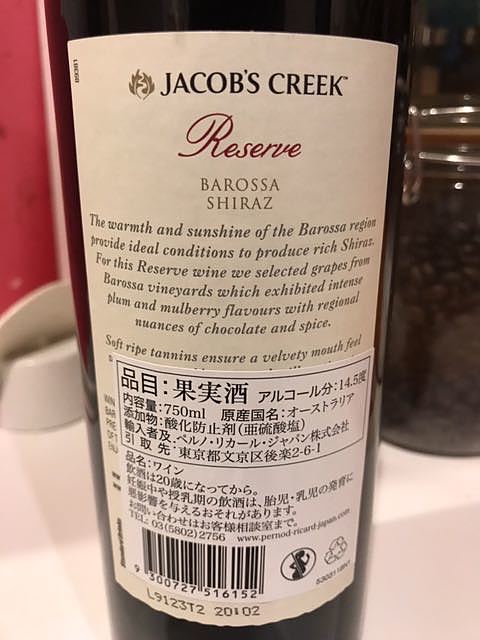 JACOB'S CREEK™
Reserve
BAROSSA
SHIRAZ
The warmth and sunshine of the Barossa region
provide ideal conditions to produce rich Shiraz.
For this Reserve wine we selected grapes from
Barossa vineyards which exhibited intense
plum and mulberry flavours with regional
nuances of chocolate and spice.
Soft ripe tannins ensure a velvety mouth feel
品目:果実酒 アルコール分:14.5度
内容量:750ml 原産国名:オーストラリア
添加物:酸化防止剤(亜硫酸塩)
輸入者及 ペルノ・リカール・ジャパン株式会社
引取先:東京都文京区後楽2-6-1
品名:ワイン
飲酒は20歳になってから。
妊娠中や授乳期の飲酒は、胎児・乳児の発育に
悪影響を与えるおそれがあります。
お問い合わせはお客様相談室まで。
TEL: 03(5802)2756 www.pernod-ricard-japan.com
9 300727 516152
L9123T2 20:02